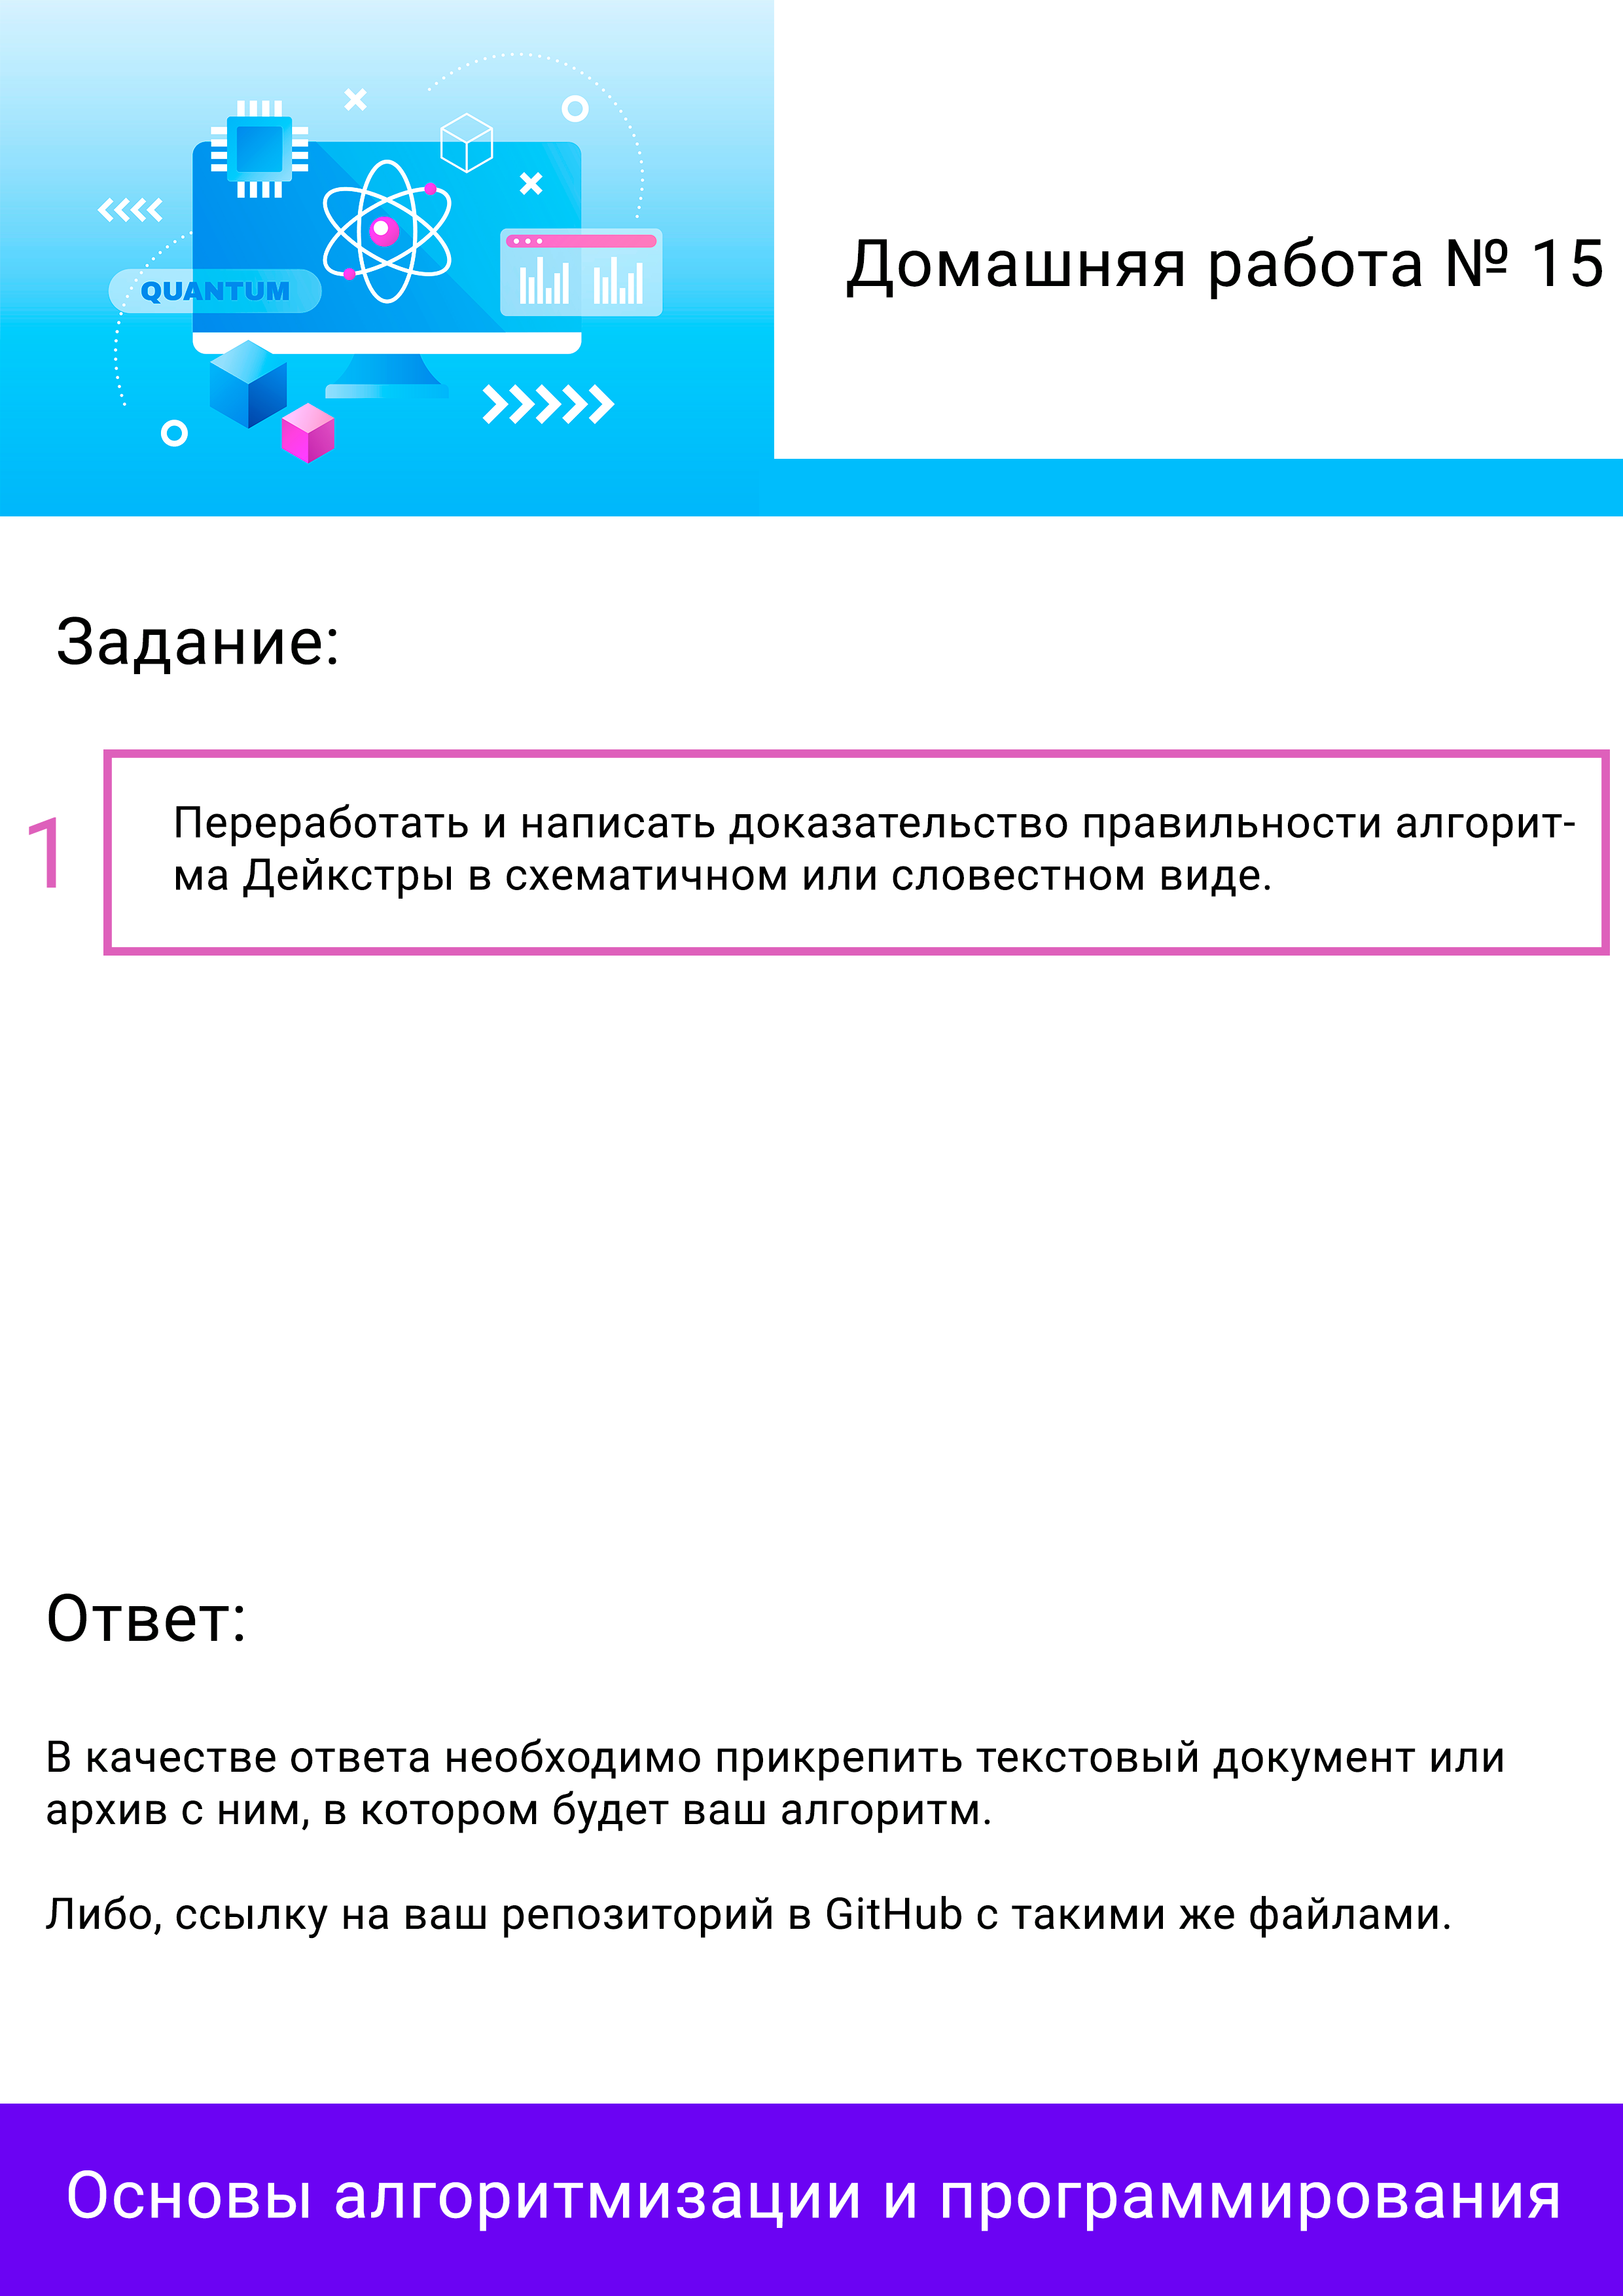 QUANTUM
Домашняя работа № 15
Задание:
1
Переработать и написать доказательство правильности алгорит-
ма Дейкстры в схематичном или словестном виде.
Ответ:
В качестве ответа необходимо прикрепить текстовый документ или
архив с ним, в котором будет ваш алгоритм.
Либо, ссылку на ваш репозиторий в GitHub с такими же файлами.
Основы алгоритмизации и программирования